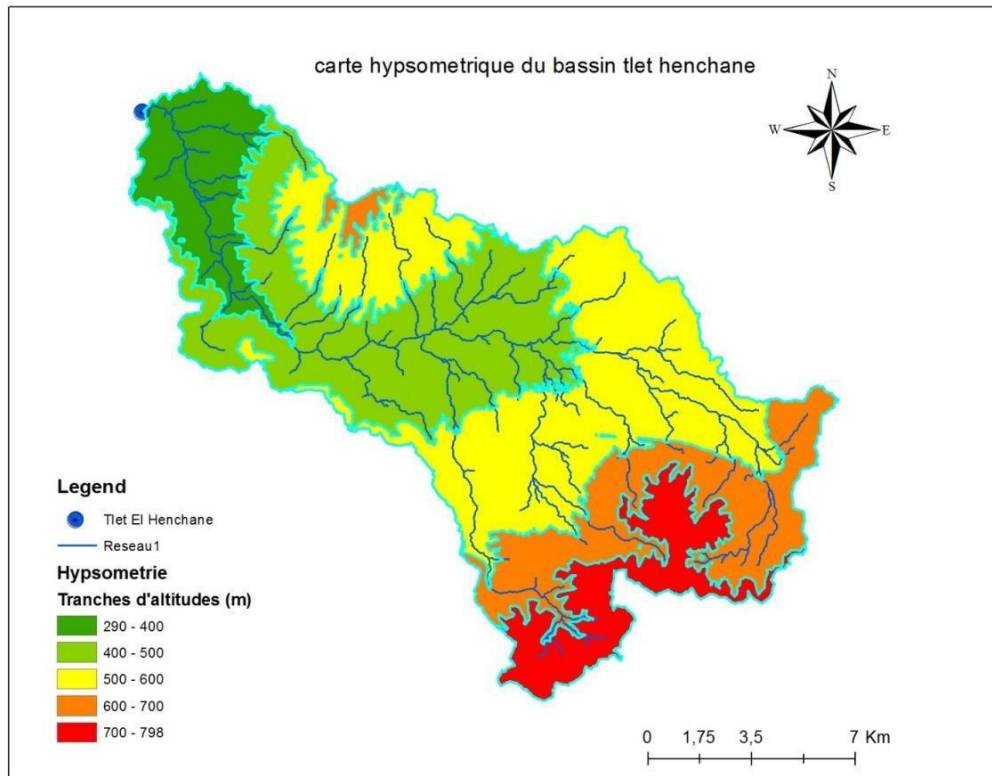 carte hypsometrique du bassin tlet henchane
N
W
E
S
Legend
Tlet El Henchane
Reseau1
Hypsometrie
Tranches d'altitudes (m)
290 - 400
400 - 500
500 - 600
600 - 700
700 - 798
0 1,75 3,5 7 Km